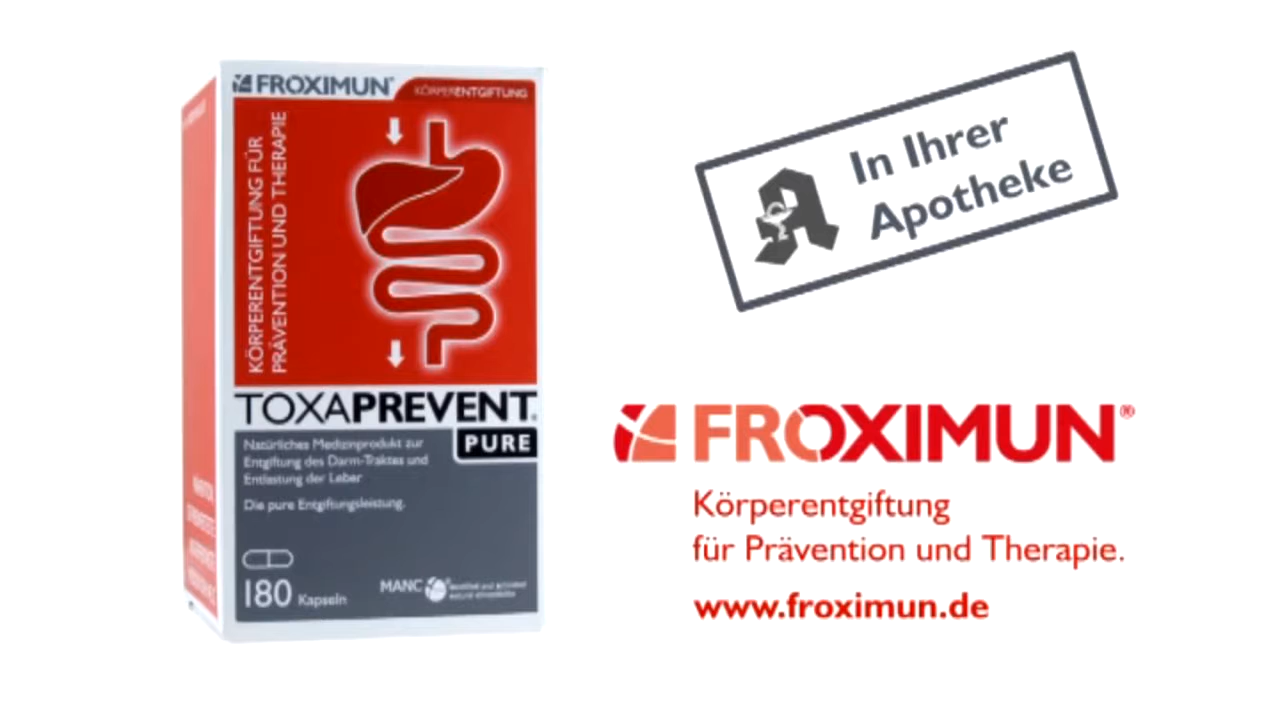 FROXIMUN®
KÖRPERENTGIFTUNG
KÖRPERENTGIFTUNG FÜR
PRÄVENTION UND THERAPIE
TOXAPREVENT®
PURE
Natürliches Medizinprodukt zur
Entgiftung des Darm-Traktes und
Entlastung der Leber
Die pure Entgiftungsleistung.
180 Kapseln
MANC®
In Ihrer
Apotheke
FROXIMUN®
Körperentgiftung
für Prävention und Therapie.
www.froximun.de